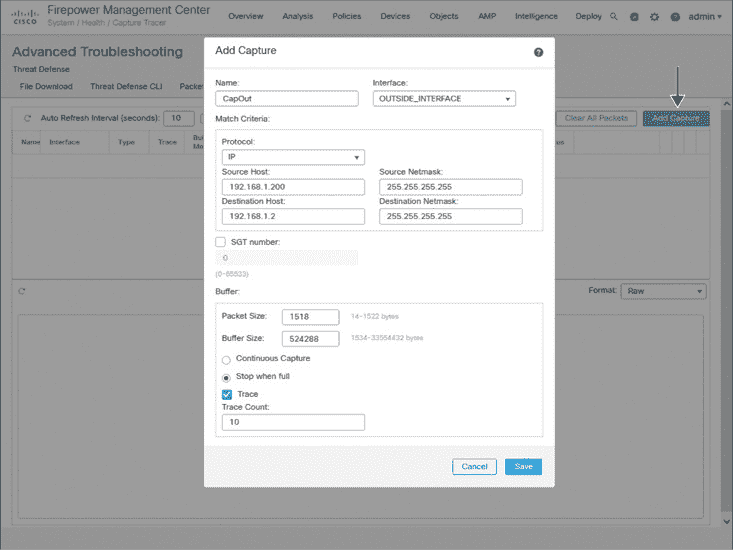 Firepower Management Center
CISCO
System / Health / Capture Tracer
Overview Analysis Policies Devices Objects AMP Intelligence Deploy admin
Advanced Troubleshooting
Threat Defense
File Download Threat Defense CLI Packet
Auto Refresh Interval (seconds): 10
Clear All Packets Add Capture
Name Interface Type Trace
Format: Raw
Add Capture
Name: Interface:
CapOut OUTSIDE_INTERFACE
Match Criteria:
Protocol:
IP
Source Host: Source Netmask:
192.168.1.200 255.255.255.255
Destination Host: Destination Netmask:
192.168.1.2 255.255.255.255
SGT number:
0
(0-65533)
Buffer:
Packet Size: 1518 14-1522 bytes
Buffer Size: 524288 1534-33554432 bytes
Continuous Capture
Stop when full
Trace
Trace Count:
10
Cancel Save